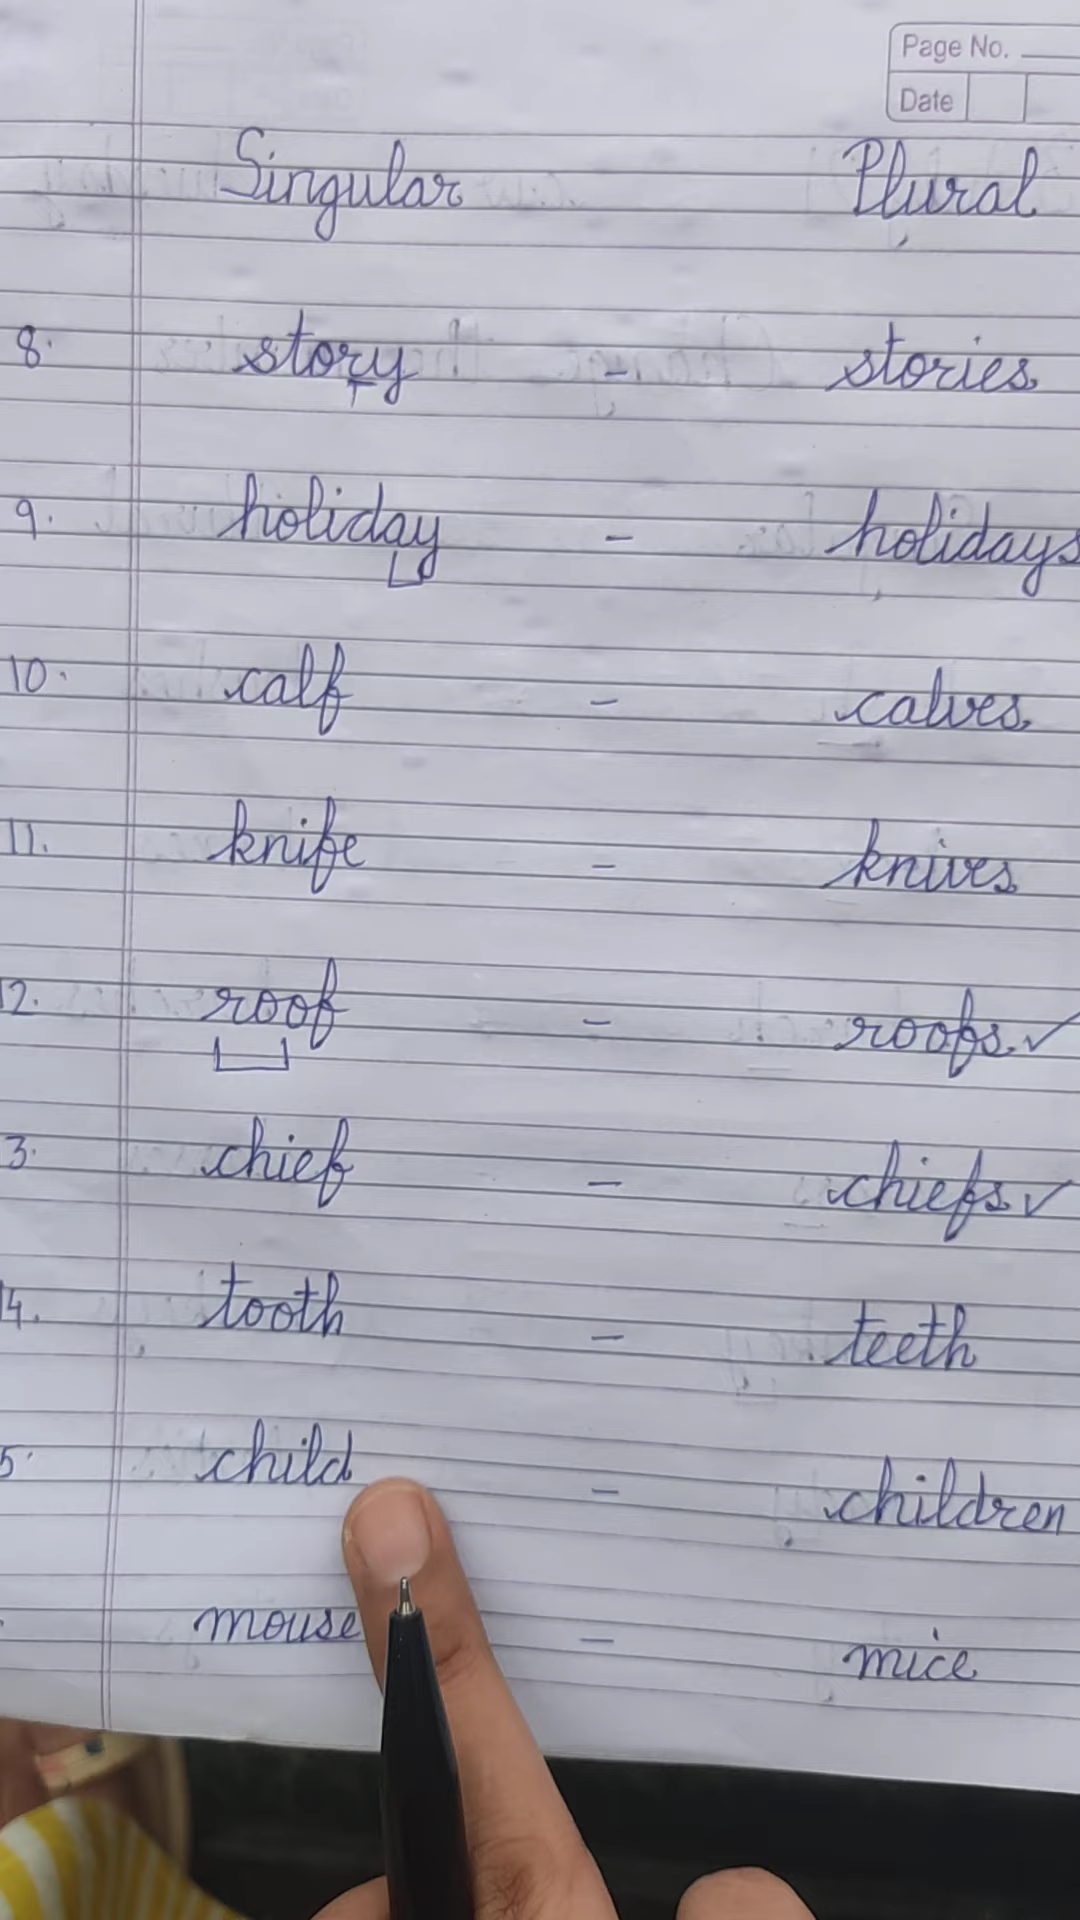 Page No.
Date
Singular Plural
8. story - stories
9. holiday - holidays
10. calf - calves
11. knife - knives
12. roof - roofs ✓
3. chief - chiefs ✓
14. tooth - teeth
5. child - children
mouse - mice